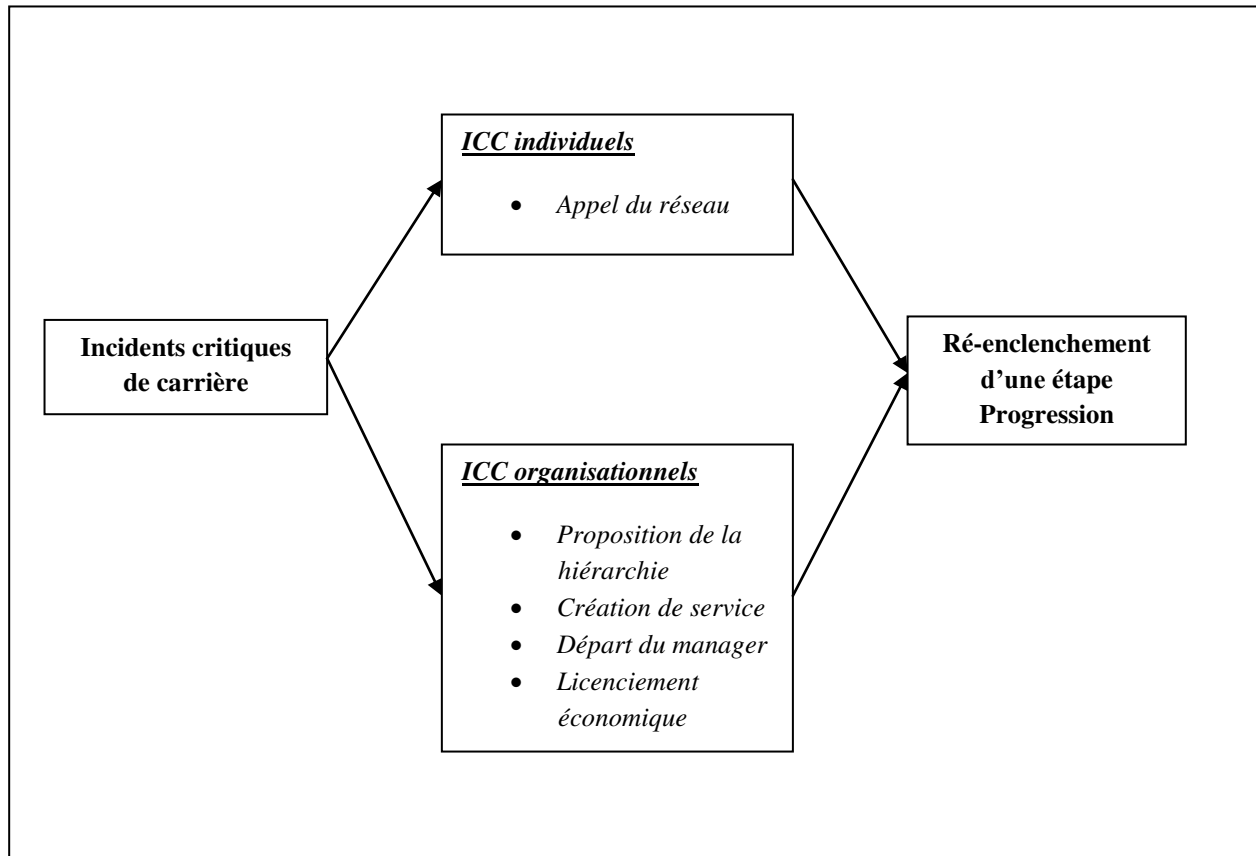 ICC individuels
• Appel du réseau
Incidents critiques
de carrière
Ré-enclenchement
d’une étape
Progression
ICC organisationnels
• Proposition de la
hiérarchie
• Création de service
• Départ du manager
• Licenciement
économique